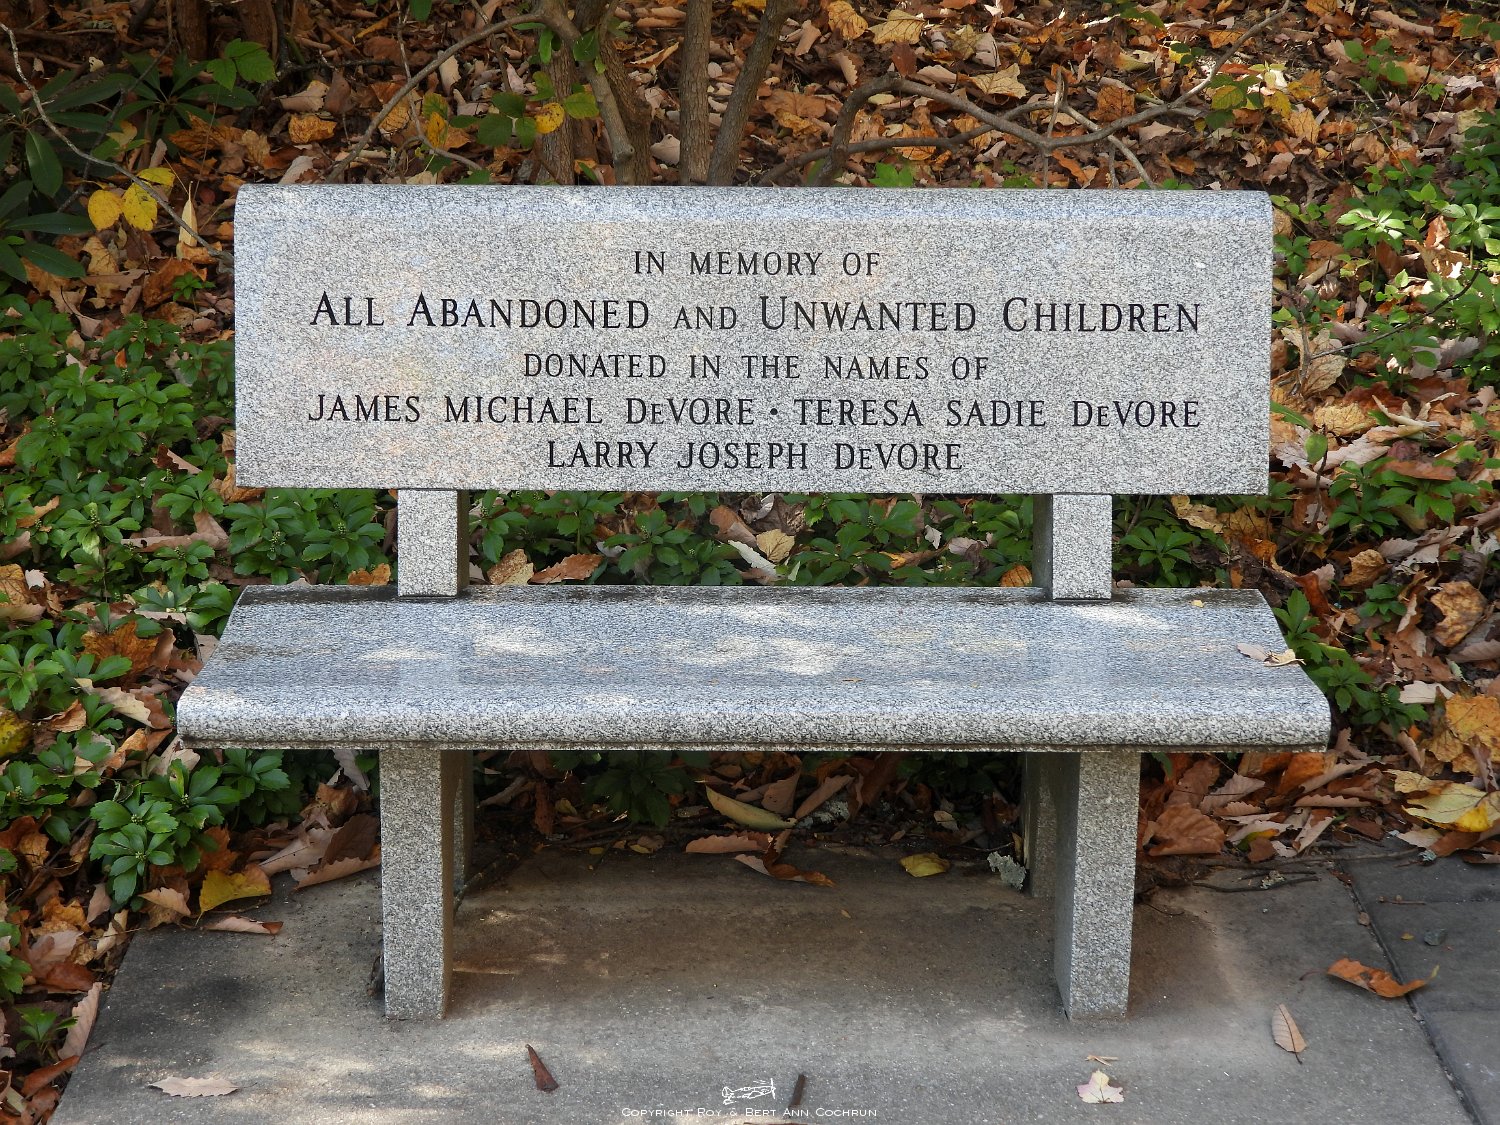 IN MEMORY OF
ALL ABANDONED AND UNWANTED CHILDREN
DONATED IN THE NAMES OF
JAMES MICHAEL DEVORE • TERESA SADIE DEVORE
LARRY JOSEPH DEVORE
COPYRIGHT ROY & BERT ANN COCHRUN